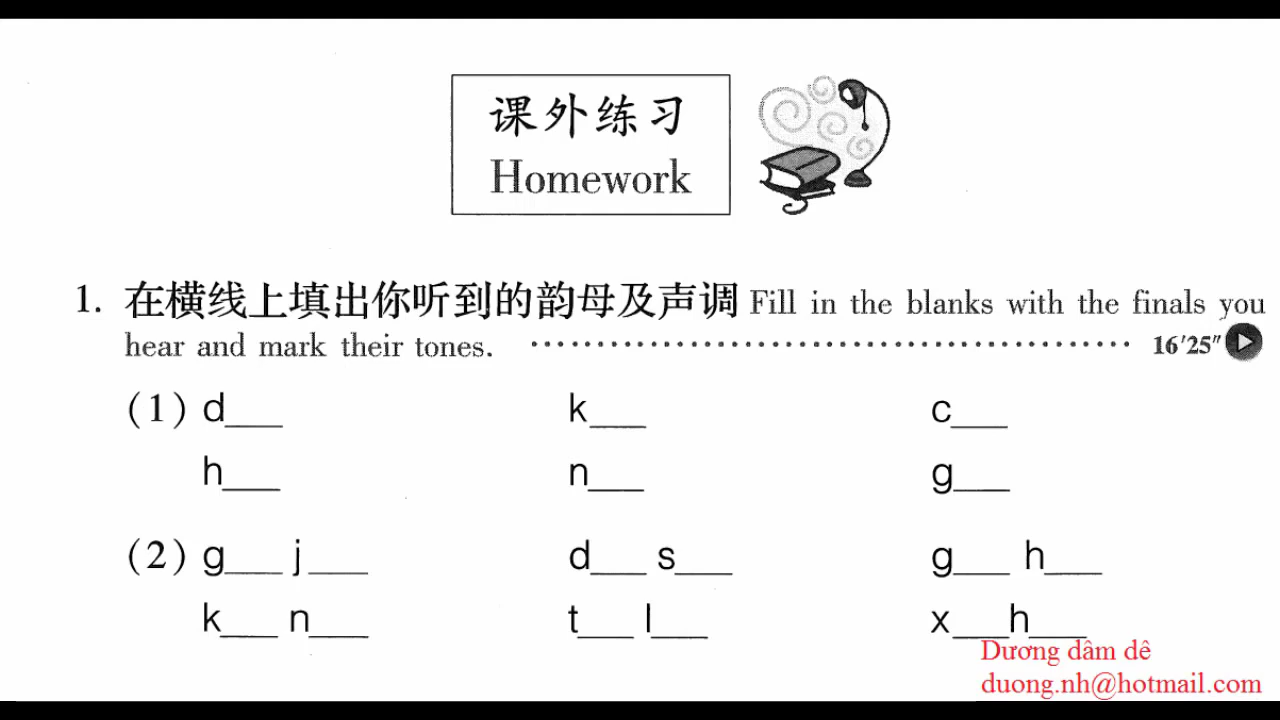 课外练习
Homework
1. 在横线上填出你听到的韵母及声调 Fill in the blanks with the finals you
hear and mark their tones. ............................................. 16′25″
(1) d___ k___ c___
h___ n___ g___
(2) g___ j___ d___ s___ g___ h___
k___ n___ t___ l___ x___h___
Dương dâm dê
duong.nh@hotmail.com